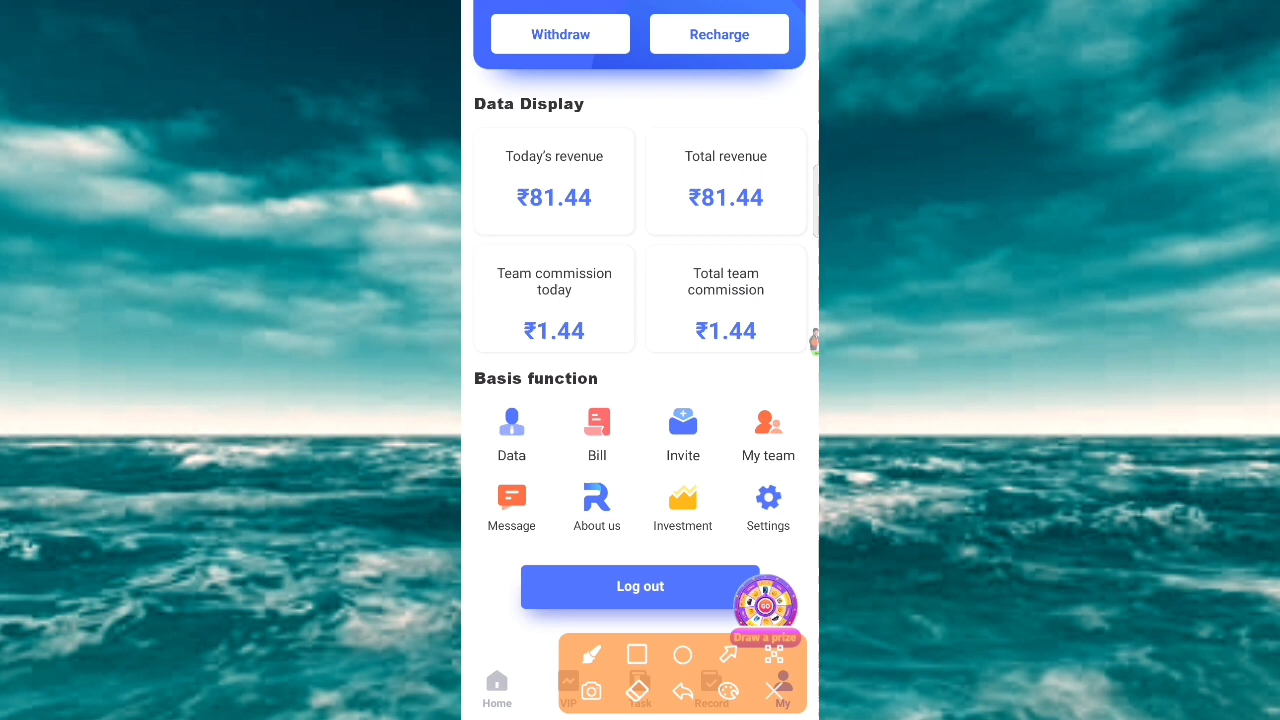 Withdraw Recharge
Data Display
Today's revenue Total revenue
₹81.44 ₹81.44
Team commission today Total team commission
₹1.44 ₹1.44
Basis function
Data Bill Invite My team
Message About us Investment Settings
Log out
GO
Draw a prize
Home VIP Task Record My